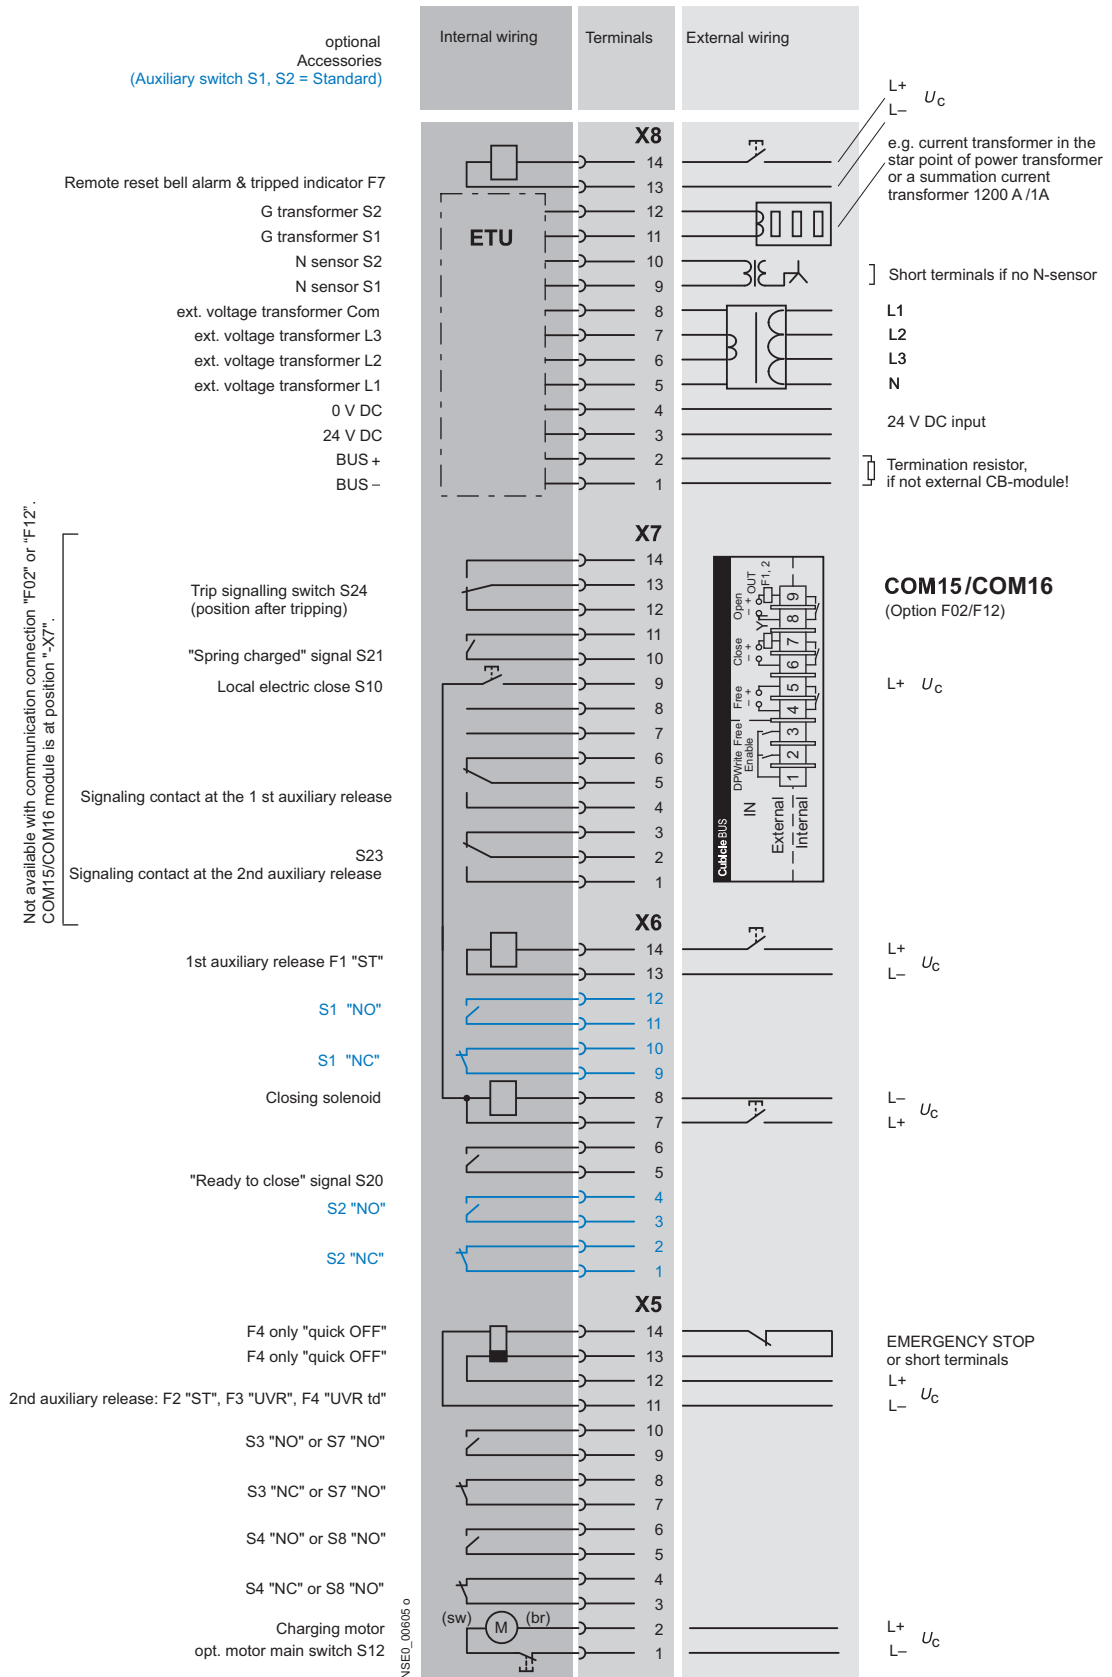 optional
Accessories
(Auxiliary switch S1, S2 = Standard)
Internal wiring
Terminals
External wiring
L+
L– UC
X8
e.g. current transformer in the
star point of power transformer
or a summation current
transformer 1200 A /1A
14
Remote reset bell alarm & tripped indicator F7
13
G transformer S2
12
G transformer S1
11
ETU
N sensor S2
10
N sensor S1
9
Short terminals if no N-sensor
ext. voltage transformer Com
8
L1
ext. voltage transformer L3
7
L2
ext. voltage transformer L2
6
L3
ext. voltage transformer L1
5
N
0 V DC
4
24 V DC input
24 V DC
3
BUS +
2
BUS –
1
Termination resistor,
if not external CB-module!
Not available with communication connection "F02" or "F12".
COM15/COM16 module is at position "-X7".
X7
14
Trip signalling switch S24
(position after tripping)
13
12
11
"Spring charged" signal S21
10
Local electric close S10
9
L+ UC
8
7
6
5
Signaling contact at the 1 st auxiliary release
4
3
S23
2
Signaling contact at the 2nd auxiliary release
1
COM15/COM16
(Option F02/F12)
CubicleBUS
IN
DPWrite Free
Enable
Free
– +
Close
– +
Y1
Open
– +
OUT
F1, 2
External
Internal
1 2 3 4 5 6 7 8 9
X6
1st auxiliary release F1 "ST"
14
L+
13
L– UC
S1 "NO"
12
11
S1 "NC"
10
9
Closing solenoid
8
L–
7
L+ UC
6
5
"Ready to close" signal S20
S2 "NO"
4
3
S2 "NC"
2
1
X5
F4 only "quick OFF"
14
F4 only "quick OFF"
13
EMERGENCY STOP
or short terminals
12
L+
2nd auxiliary release: F2 "ST", F3 "UVR", F4 "UVR td"
11
L– UC
S3 "NO" or S7 "NO"
10
9
S3 "NC" or S7 "NO"
8
7
S4 "NO" or S8 "NO"
6
5
S4 "NC" or S8 "NO"
4
3
Charging motor
(sw) M (br)
2
L+
opt. motor main switch S12
1
L– UC
NSE0_00605 o